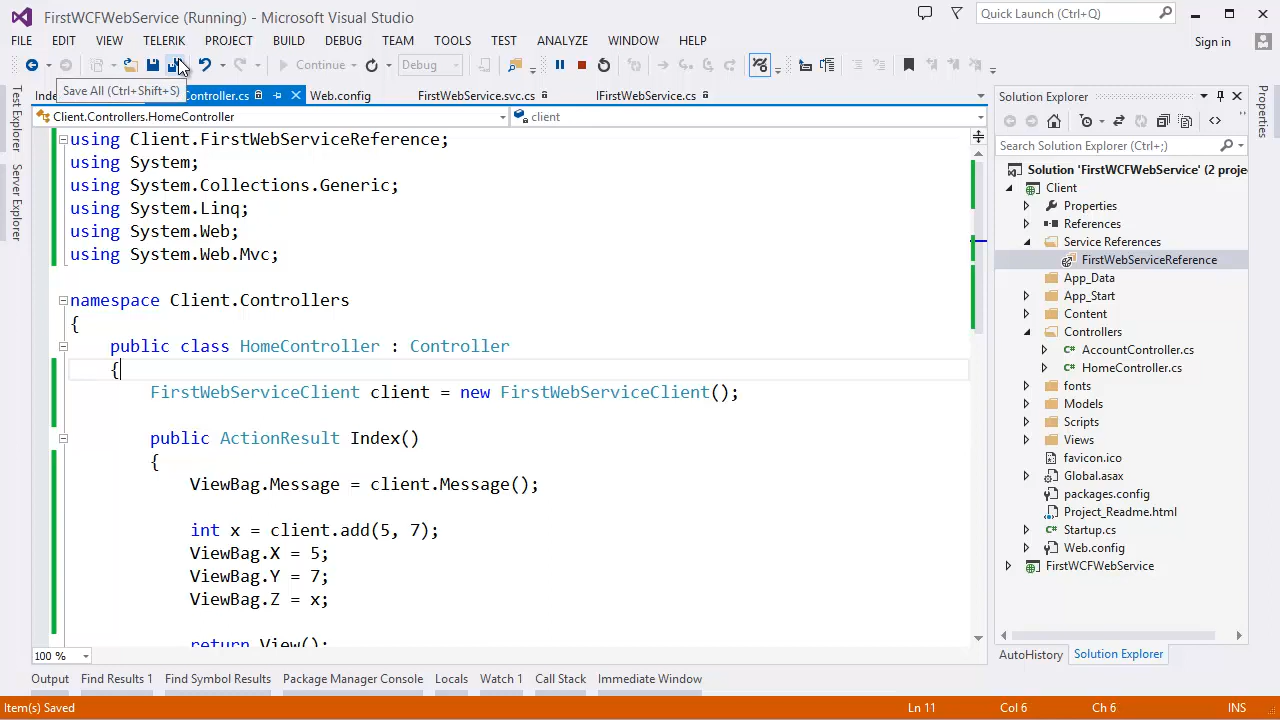 FirstWCFWebService (Running) - Microsoft Visual Studio
Quick Launch (Ctrl+Q)
FILE EDIT VIEW TELERIK PROJECT BUILD DEBUG TEAM TOOLS TEST ANALYZE WINDOW HELP
Sign in
Continue
Debug
Save All (Ctrl+Shift+S)
Controller.cs
Web.config
FirstWebService.svc.cs
IFirstWebService.cs
Client.Controllers.HomeController
client
Test Explorer
Server Explorer
using Client.FirstWebServiceReference;
using System;
using System.Collections.Generic;
using System.Linq;
using System.Web;
using System.Web.Mvc;
namespace Client.Controllers
{
public class HomeController : Controller
{
FirstWebServiceClient client = new FirstWebServiceClient();
public ActionResult Index()
{
ViewBag.Message = client.Message();
int x = client.add(5, 7);
ViewBag.X = 5;
ViewBag.Y = 7;
ViewBag.Z = x;
return View();
100 %
Solution Explorer
Search Solution Explorer (Ctrl+;)
Solution 'FirstWCFWebService' (2 proje
Client
Properties
References
Service References
FirstWebServiceReference
App_Data
App_Start
Content
Controllers
AccountController.cs
HomeController.cs
fonts
Models
Scripts
Views
favicon.ico
Global.asax
packages.config
Project_Readme.html
Startup.cs
Web.config
FirstWCFWebService
AutoHistory
Solution Explorer
Properties
Output
Find Results 1
Find Symbol Results
Package Manager Console
Locals
Watch 1
Call Stack
Immediate Window
Item(s) Saved
Ln 11
Col 6
Ch 6
INS